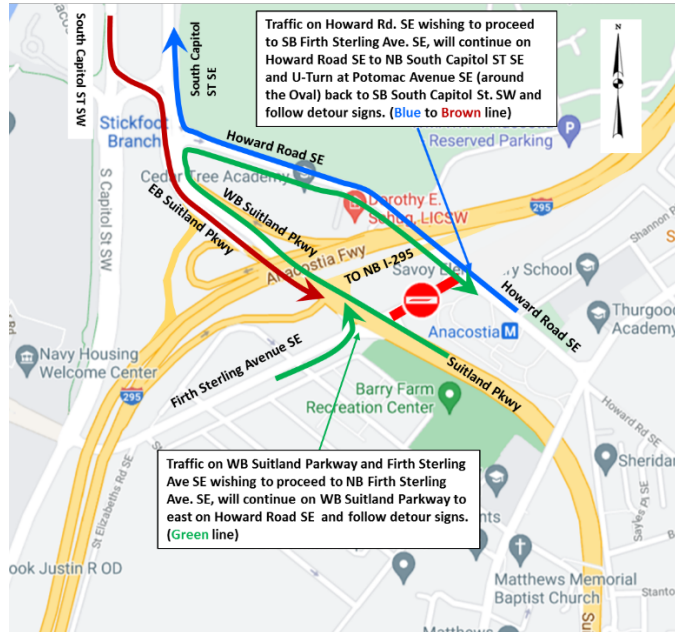 Traffic on Howard Rd. SE wishing to proceed
to SB Firth Sterling Ave. SE, will continue on
Howard Road SE to NB South Capitol ST SE
and U-Turn at Potomac Avenue SE (around
the Oval) back to SB South Capitol St. SW and
follow detour signs. (Blue to Brown line)
N
South Capitol
ST SW
South Capitol
ST SE
Stickfoot
Branch
Howard Road SE
Reserved Parking
P
S Capitol St SW
Cedar Tree Academy
EB Suitland Pkwy
WB Suitland Pkwy
Dorothy E.
LICSW
295
Shannon
Anacostia Fwy
TO NB I-295
Savoy
y School
Howard Road SE
Thurgood
Academy
Anacostia M
Navy Housing
Welcome Center
Firth Sterling Avenue SE
Suitland Pkwy
295
Barry Farm
Recreation Center
Howard Rd SE
Traffic on WB Suitland Parkway and Firth Sterling
Ave SE wishing to proceed to NB Firth Sterling
Ave. SE, will continue on WB Suitland Parkway to
east on Howard Road SE and follow detour signs.
(Green line)
Sheridan
Sayles Pl SE
St Elizabeths Rd SE
nts
ook Justin R OD
Matthews Memorial
Baptist Church
Stanto
Sui